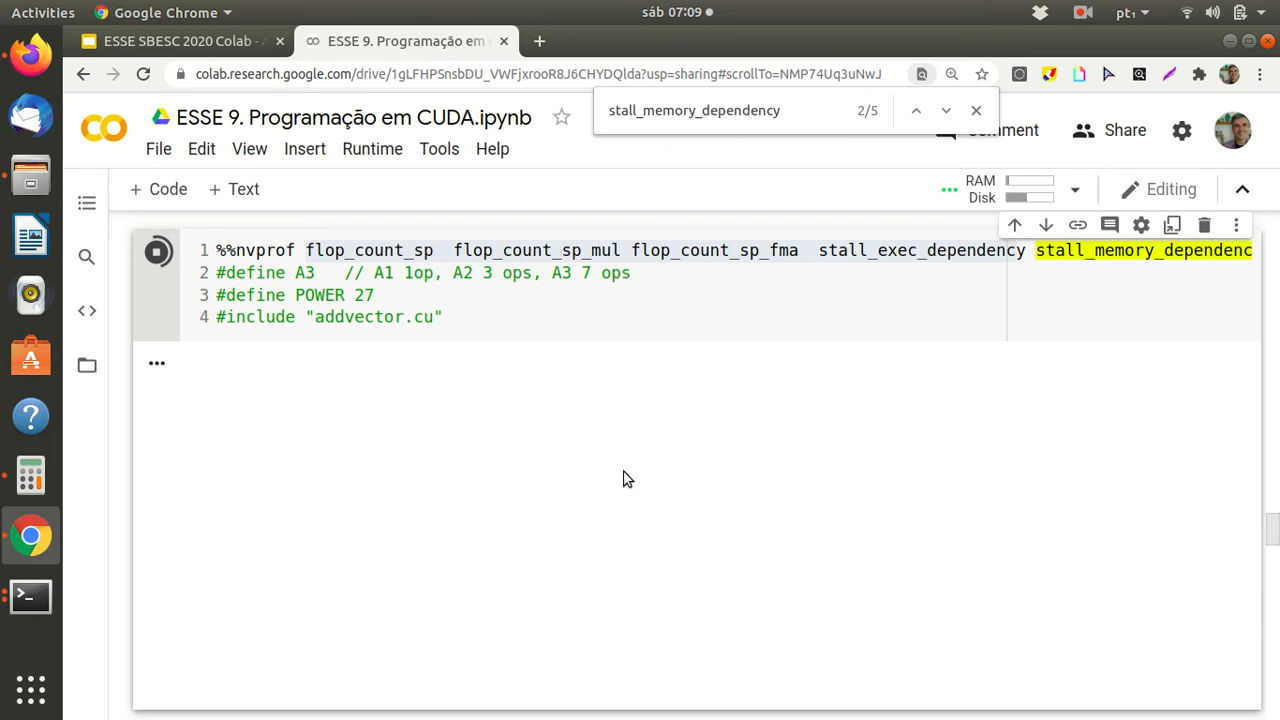 Activities Google Chrome sáb 07:09 pt1
ESSE SBESC 2020 Colab - A
ESSE 9. Programação em C
colab.research.google.com/drive/1gLFHPSnsbDU_VWFjxrooR8J6CHYDQlda?usp=sharing#scrollTo=NMP74Uq3uNwJ
stall_memory_dependency 2/5
ESSE 9. Programação em CUDA.ipynb
Comment Share
File Edit View Insert Runtime Tools Help
+ Code + Text
RAM
Disk
Editing
1 %%nvprof flop_count_sp flop_count_sp_mul flop_count_sp_fma stall_exec_dependency stall_memory_dependenc
2 #define A3 // A1 1op, A2 3 ops, A3 7 ops
3 #define POWER 27
4 #include "addvector.cu"